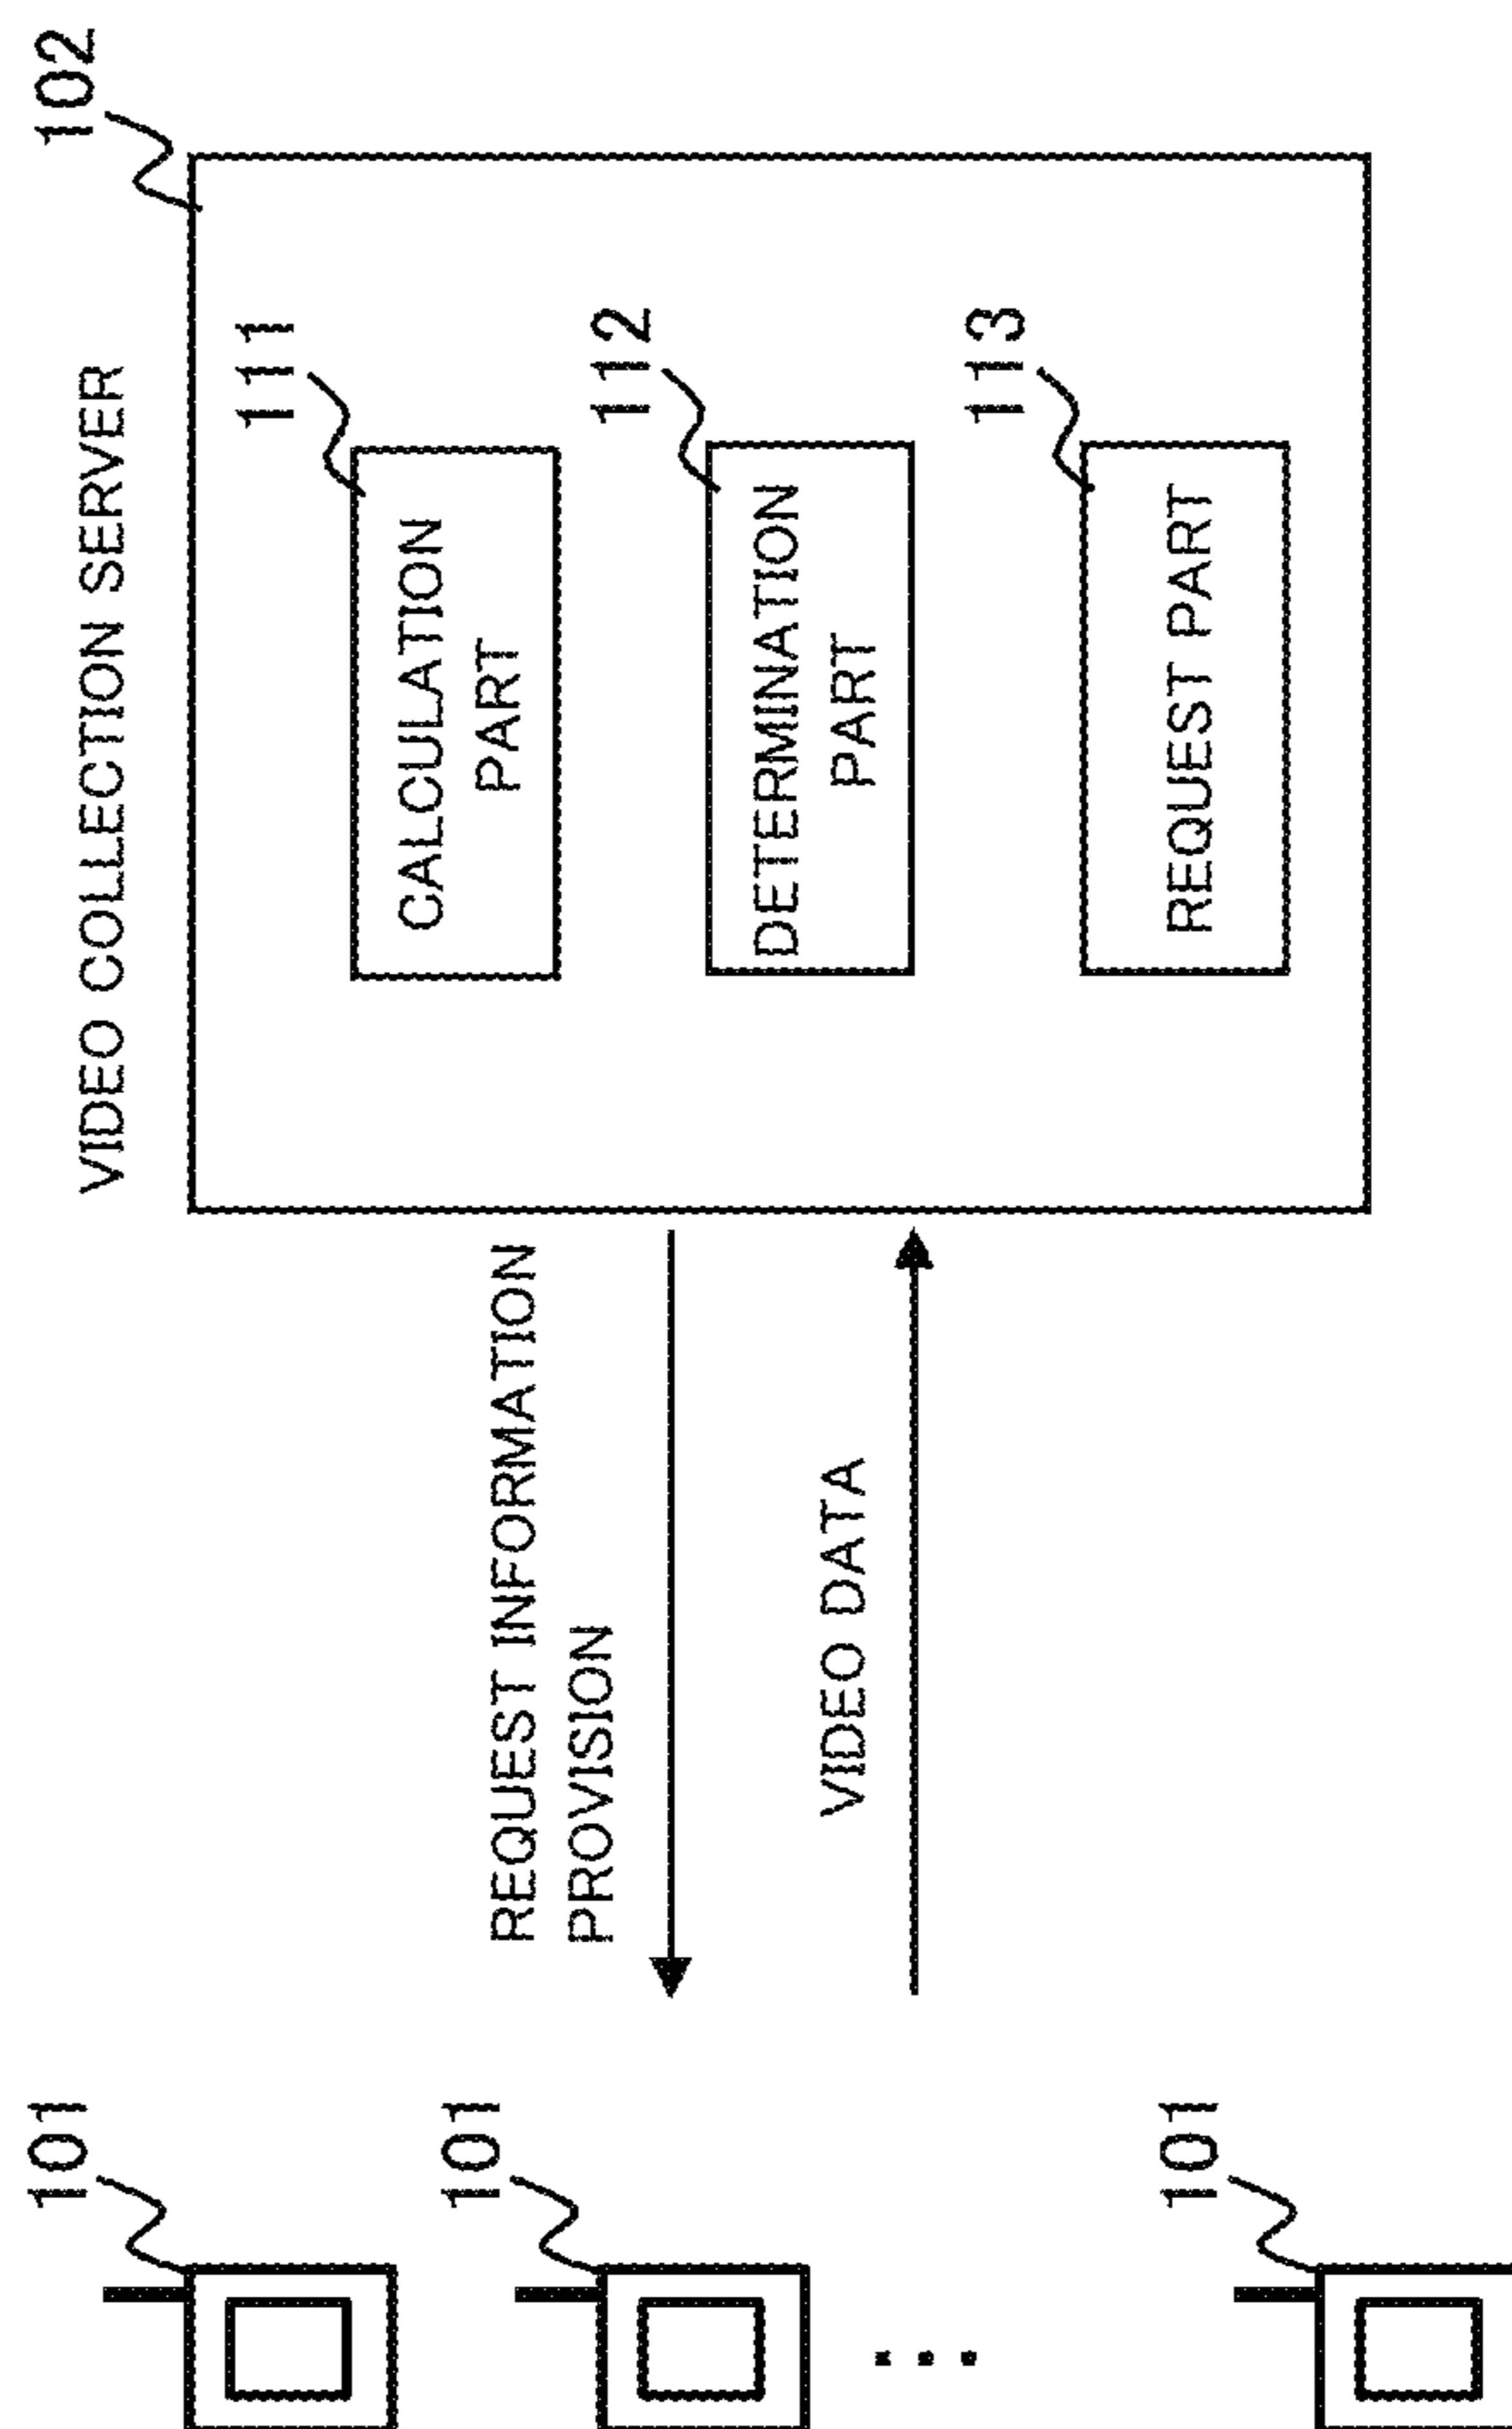 102
VIDEO COLLECTION SERVER
111
CALCULATION
PART
112
DETERMINATION
PART
113
REQUEST PART
REQUEST INFORMATION
PROVISION
VIDEO DATA
101
101
101